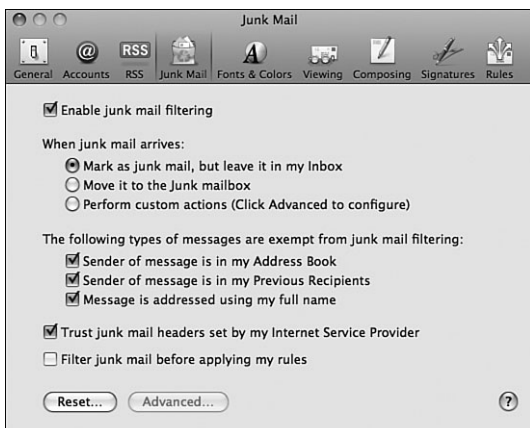 Junk Mail
@
RSS
A
General Accounts RSS Junk Mail Fonts & Colors Viewing Composing Signatures Rules
Enable junk mail filtering
When junk mail arrives:
Mark as junk mail, but leave it in my Inbox
Move it to the Junk mailbox
Perform custom actions (Click Advanced to configure)
The following types of messages are exempt from junk mail filtering:
Sender of message is in my Address Book
Sender of message is in my Previous Recipients
Message is addressed using my full name
Trust junk mail headers set by my Internet Service Provider
Filter junk mail before applying my rules
Reset... Advanced... ?